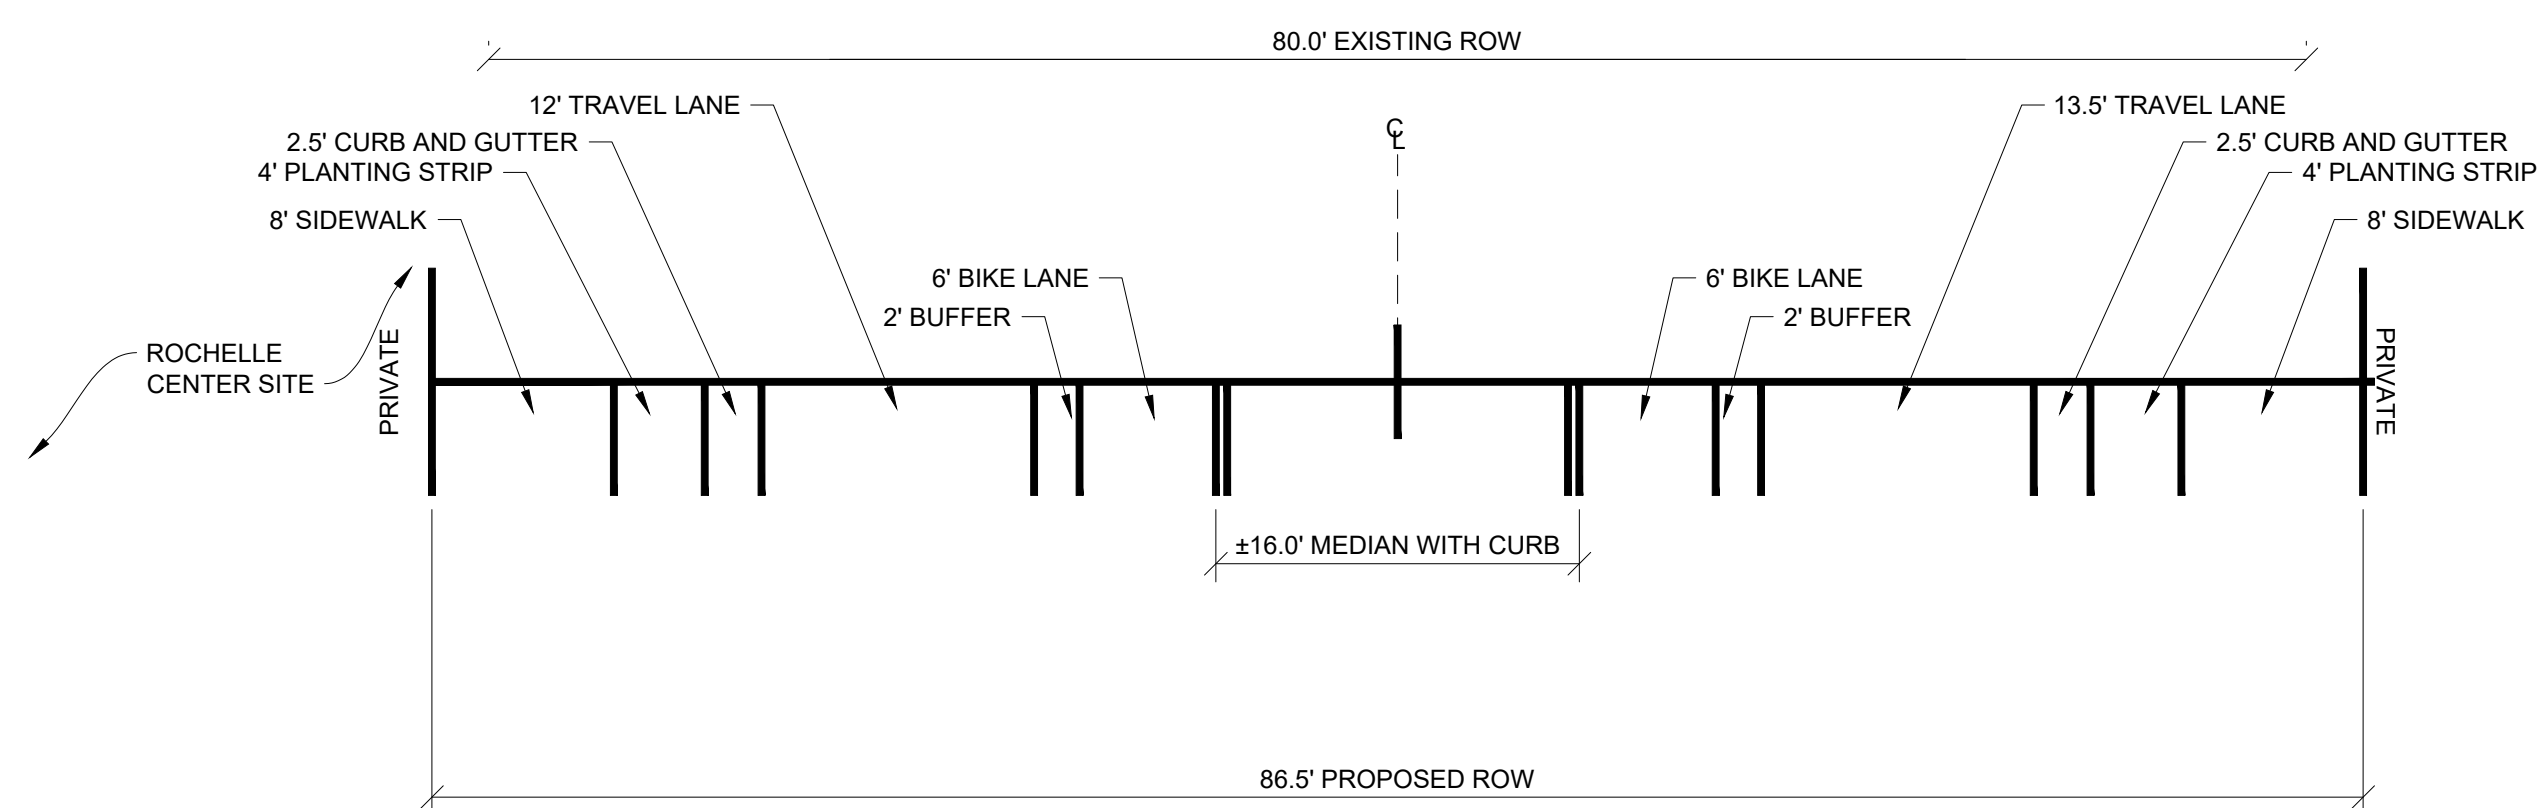 80.0' EXISTING ROW
12' TRAVEL LANE
13.5' TRAVEL LANE
2.5' CURB AND GUTTER
CL
2.5' CURB AND GUTTER
4' PLANTING STRIP
4' PLANTING STRIP
8' SIDEWALK
8' SIDEWALK
6' BIKE LANE
6' BIKE LANE
2' BUFFER
2' BUFFER
ROCHELLE
CENTER SITE
PRIVATE
PRIVATE
±16.0' MEDIAN WITH CURB
86.5' PROPOSED ROW